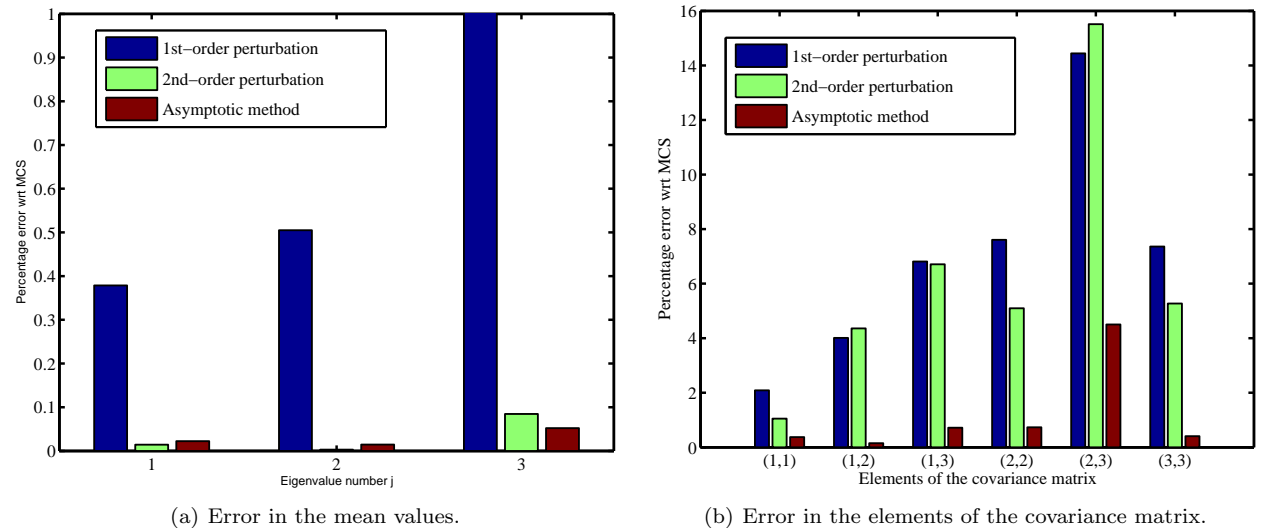 1
0.9
0.8
0.7
0.6
0.5
0.4
0.3
0.2
0.1
0
Percentage error wrt MCS
1st−order perturbation
2nd−order perturbation
Asymptotic method
1 2 3
Eigenvalue number j
(a) Error in the mean values.
16
14
12
10
8
6
4
2
0
Percentage error wrt MCS
1st−order perturbation
2nd−order perturbation
Asymptotic method
(1,1) (1,2) (1,3) (2,2) (2,3) (3,3)
Elements of the covariance matrix
(b) Error in the elements of the covariance matrix.